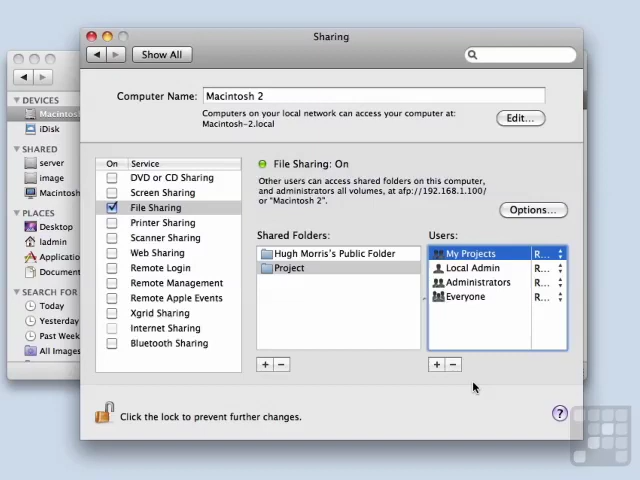 Sharing
Show All
Computer Name: Macintosh 2
Computers on your local network can access your computer at:
Macintosh-2.local
Edit...
On Service
DVD or CD Sharing
Screen Sharing
File Sharing
Printer Sharing
Scanner Sharing
Web Sharing
Remote Login
Remote Management
Remote Apple Events
Xgrid Sharing
Internet Sharing
Bluetooth Sharing
File Sharing: On
Other users can access shared folders on this computer,
and administrators all volumes, at afp://192.168.1.100/
or “Macintosh 2”.
Options...
Shared Folders:
Hugh Morris's Public Folder
Project
Users:
My Projects R...
Local Admin R...
Administrators R...
Everyone R...
+ −
+ −
Click the lock to prevent further changes.
?
DEVICES
Macintosh
iDisk
SHARED
server
image
Macintosh
PLACES
Desktop
ladmin
Applicatio
Document
SEARCH FOR
Today
Yesterday
Past Week
All Images